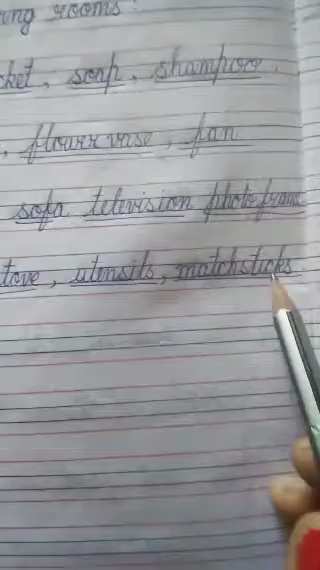 rooms
, soap, shampoo.
, flower vase, fan
sofa television photo frame
, utensils, matchsticks